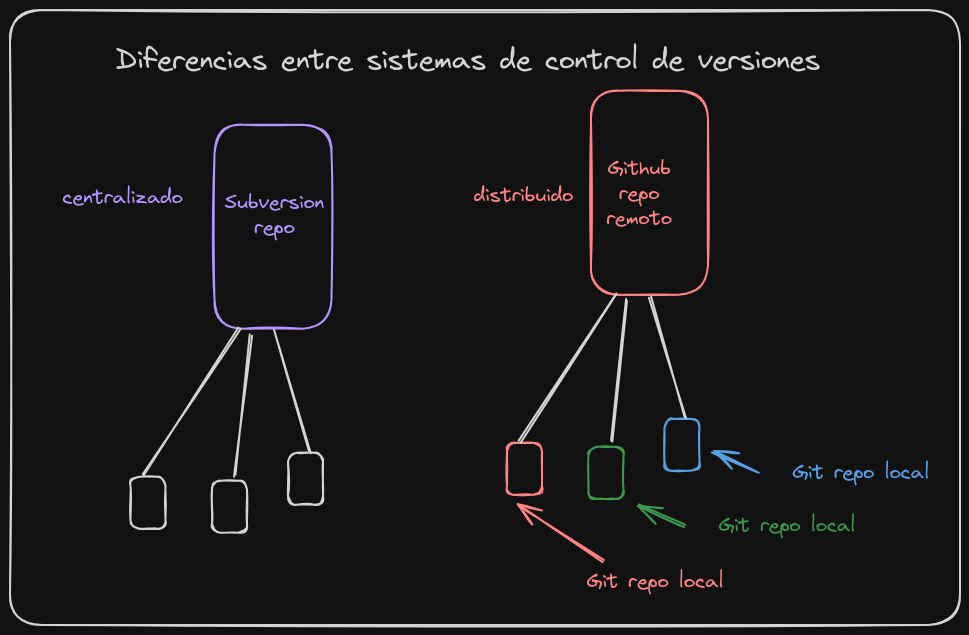 Diferencias entre sistemas de control de versiones
centralizado
Subversion
repo
distribuido
Github
repo
remoto
Git repo local
Git repo local
Git repo local